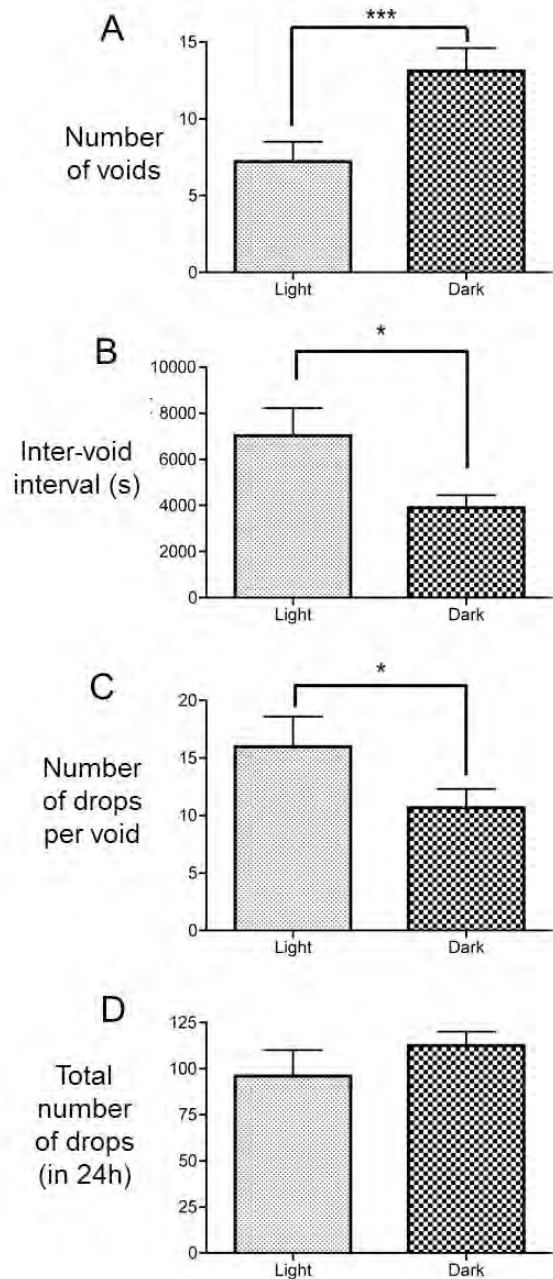 A
***
15
10
5
0
Number
of voids
Light
Dark
B
*
10000
8000
6000
4000
2000
0
Inter-void
interval (s)
Light
Dark
C
*
20
15
10
5
0
Number
of drops
per void
Light
Dark
D
125
100
75
50
25
0
Total
number
of drops
(in 24h)
Light
Dark